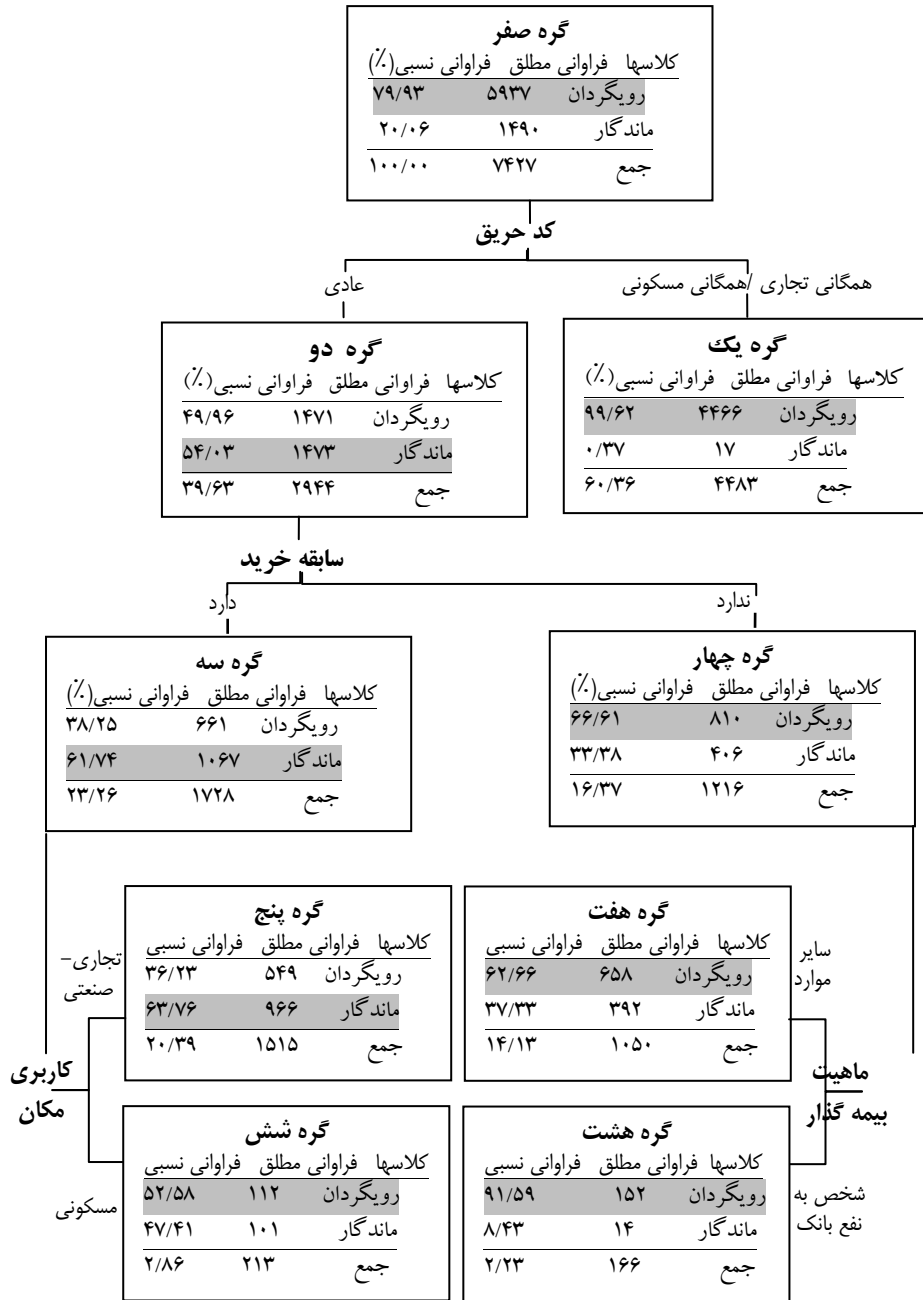 گره صفر
کلاسها فراوانی مطلق فراوانی نسبی(٪)
رویگردان ۵۹۳۷ ۷۹/۹۳
ماندگار ۱۴۹۰ ۲۰/۰۶
جمع ۷۴۲۷ ۱۰۰/۰۰
کد حریق
همگانی تجاری /همگانی مسکونی
عادی
گره یک
کلاسها فراوانی مطلق فراوانی نسبی(٪)
رویگردان ۴۴۶۶ ۹۹/۶۲
ماندگار ۱۷ ۰/۳۷
جمع ۴۴۸۳ ۶۰/۳۶
گره دو
کلاسها فراوانی مطلق فراوانی نسبی(٪)
رویگردان ۱۴۷۱ ۴۹/۹۶
ماندگار ۱۴۷۳ ۵۴/۰۳
جمع ۲۹۴۴ ۳۹/۶۳
سابقه خرید
ندارد
دارد
گره چهار
کلاسها فراوانی مطلق فراوانی نسبی(٪)
رویگردان ۸۱۰ ۶۶/۶۱
ماندگار ۴۰۶ ۳۳/۳۸
جمع ۱۲۱۶ ۱۶/۳۷
گره سه
کلاسها فراوانی مطلق فراوانی نسبی(٪)
رویگردان ۶۶۱ ۳۸/۲۵
ماندگار ۱۰۶۷ ۶۱/۷۴
جمع ۱۷۲۸ ۲۳/۲۶
سایر
موارد
گره هفت
کلاسها فراوانی مطلق فراوانی نسبی
رویگردان ۶۵۸ ۶۲/۶۶
ماندگار ۳۹۲ ۳۷/۳۳
جمع ۱۰۵۰ ۱۴/۱۳
گره پنج
کلاسها فراوانی مطلق فراوانی نسبی
رویگردان ۵۴۹ ۳۶/۲۳
ماندگار ۹۶۶ ۶۳/۷۶
جمع ۱۵۱۵ ۲۰/۳۹
تجاری-
صنعتی
ماهیت
بیمه گذار
کاربری
مکان
شخص به
نفع بانک
گره هشت
کلاسها فراوانی مطلق فراوانی نسبی
رویگردان ۱۵۲ ۹۱/۵۹
ماندگار ۱۴ ۸/۴۳
جمع ۱۶۶ ۲/۲۳
گره شش
کلاسها فراوانی مطلق فراوانی نسبی
رویگردان ۱۱۲ ۵۲/۵۸
ماندگار ۱۰۱ ۴۷/۴۱
جمع ۲۱۳ ۲/۸۶
مسکونی